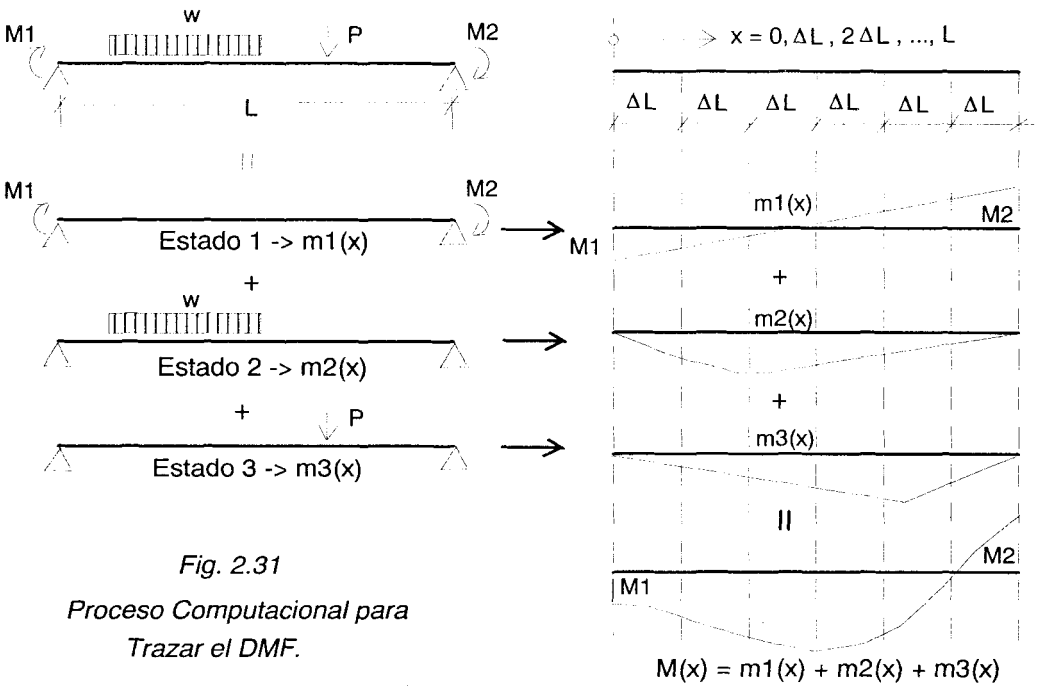 w
M1
P
M2
L
||
M1
M2
Estado 1 -> m1(x)
+
w
Estado 2 -> m2(x)
+
P
Estado 3 -> m3(x)
Fig. 2.31
Proceso Computacional para
Trazar el DMF.
x = 0, ΔL , 2 ΔL , ..., L
ΔL ΔL ΔL ΔL ΔL ΔL
m1(x)
M1
M2
+
m2(x)
+
m3(x)
||
M1
M2
M(x) = m1(x) + m2(x) + m3(x)